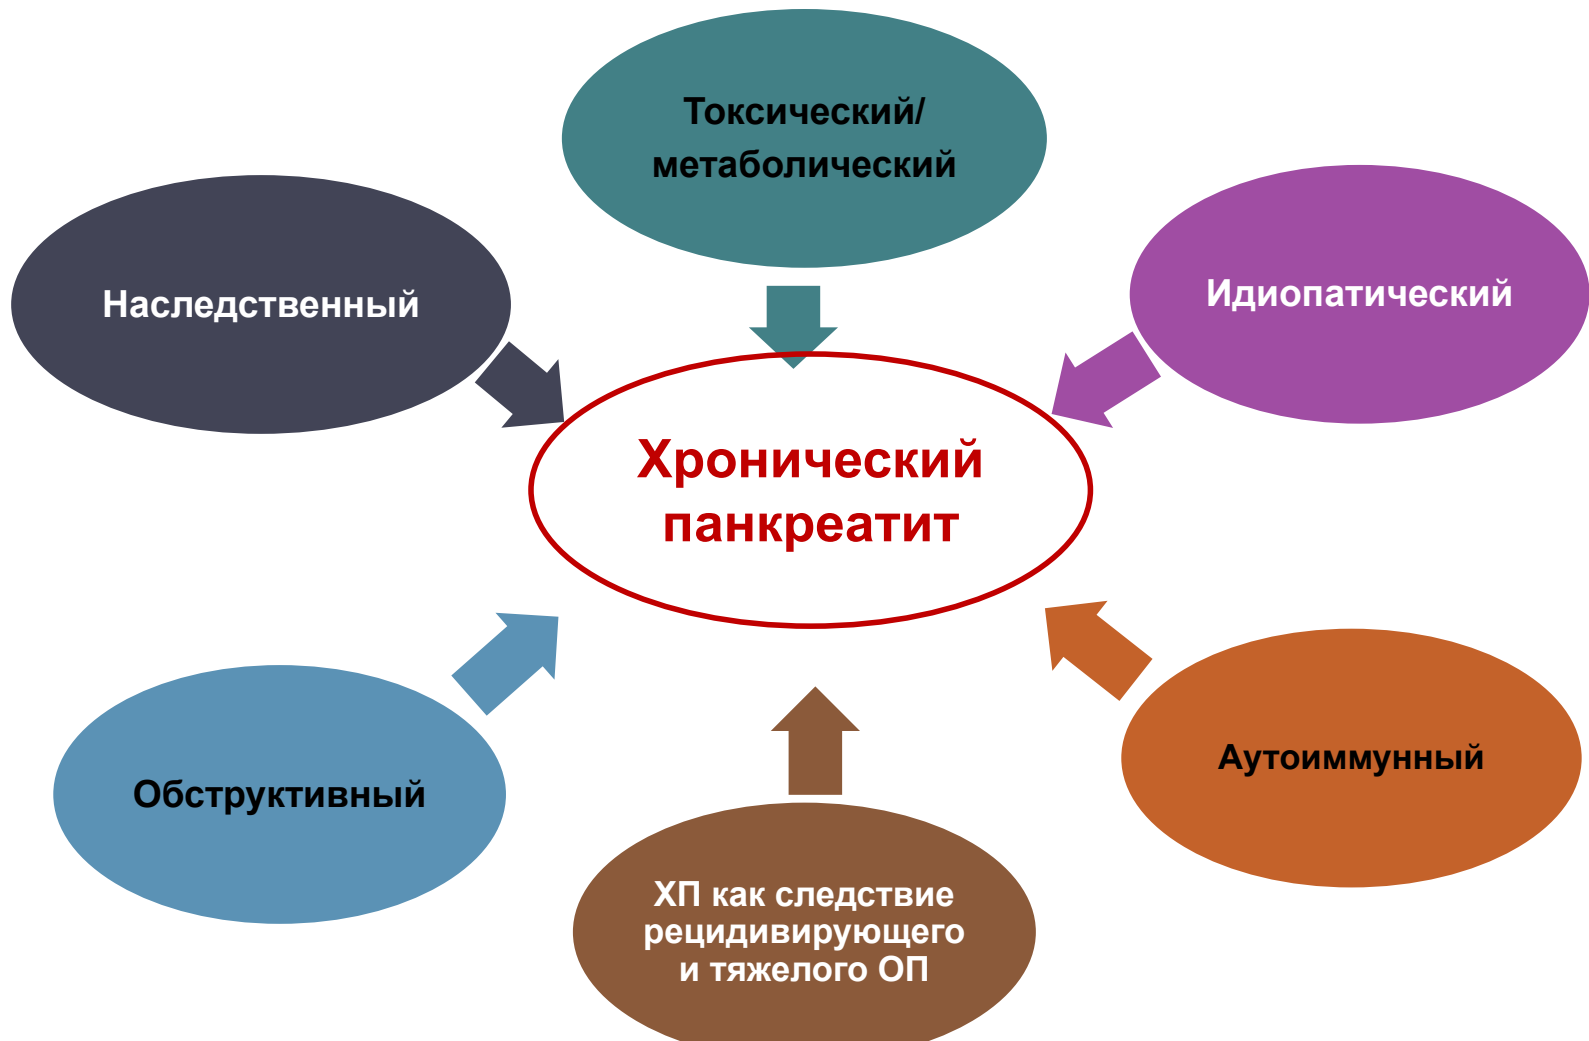 Токсический/
метаболический
Наследственный
Идиопатический
Хронический
панкреатит
Обструктивный
Аутоиммунный
ХП как следствие
рецидивирующего
и тяжелого ОП